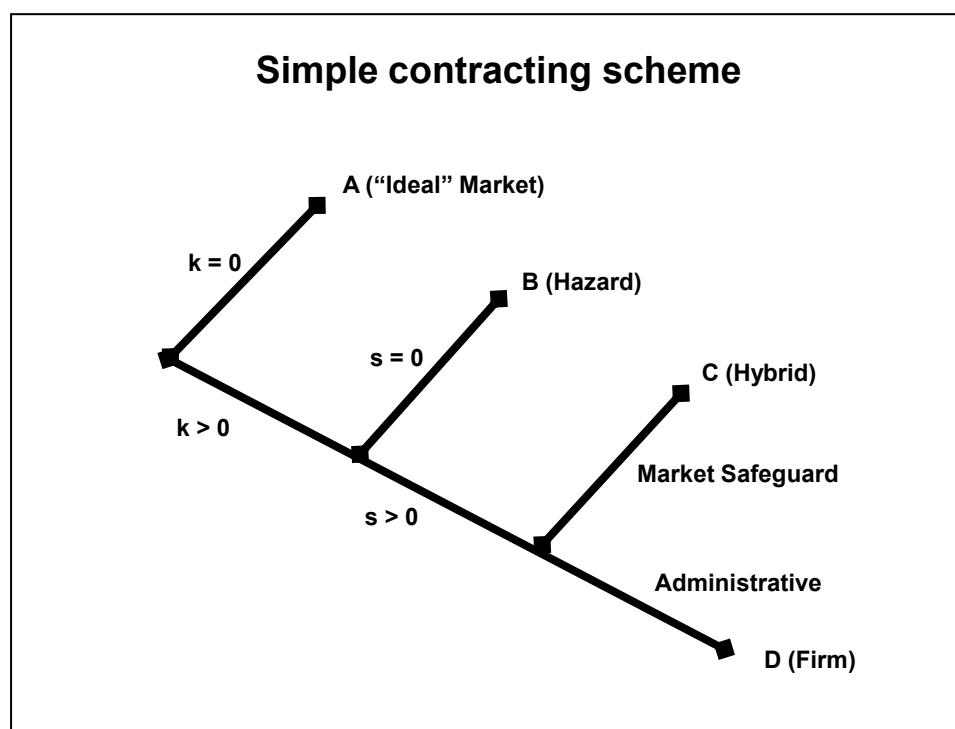 Simple contracting scheme
A (“Ideal” Market)
k = 0
B (Hazard)
s = 0
C (Hybrid)
k > 0
Market Safeguard
s > 0
Administrative
D (Firm)